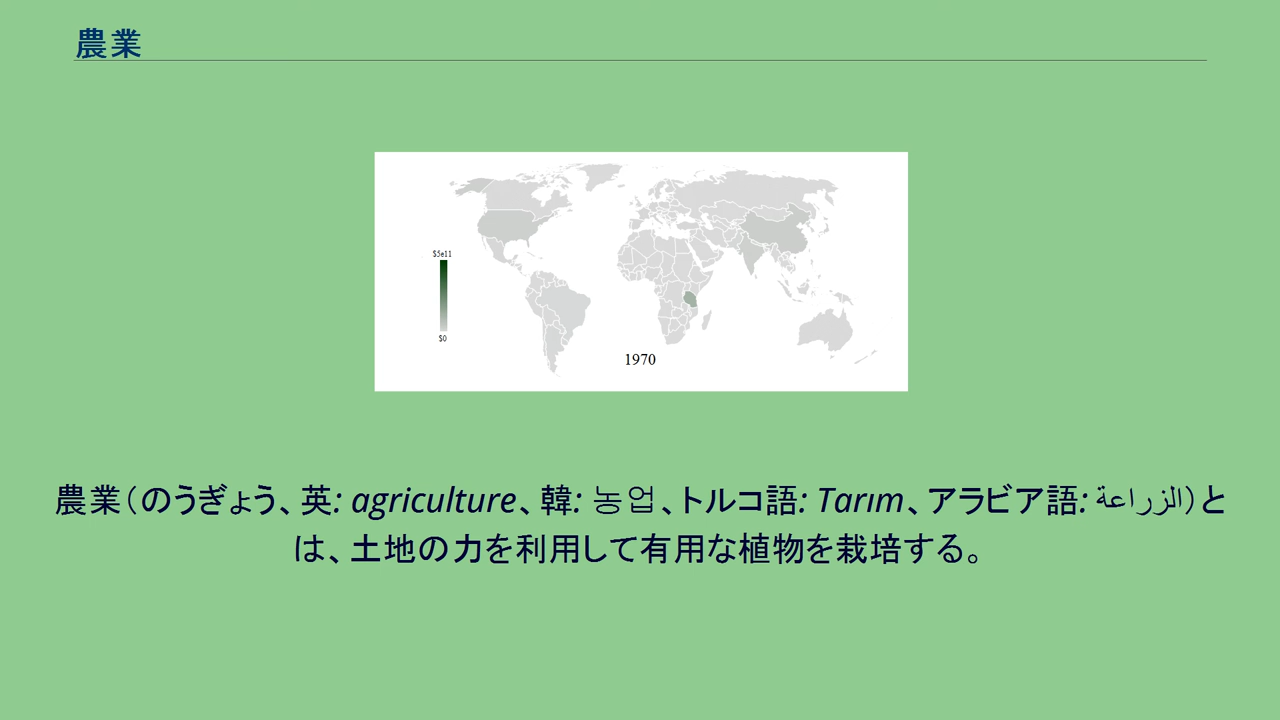 農業
$5e11
$0
1970
農業(のうぎょう、英: agriculture、韓: 농업、トルコ語: Tarım、アラビア語: الزراعة)と
は、土地の力を利用して有用な植物を栽培する。